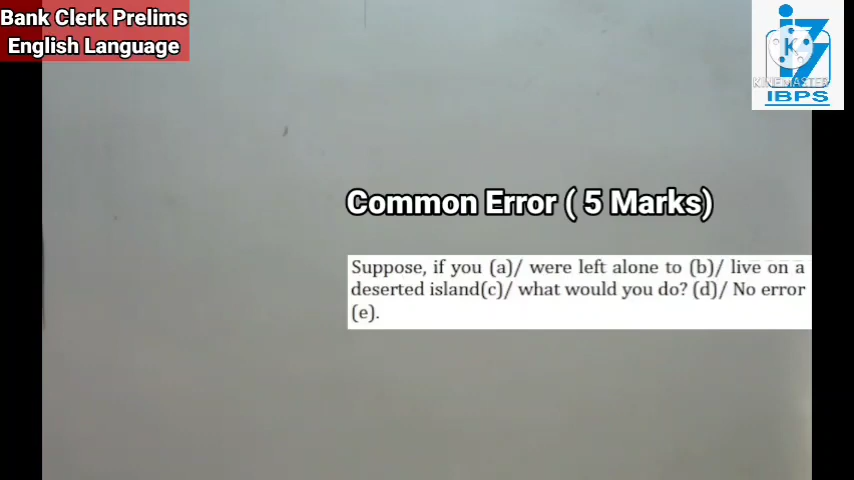 Bank Clerk Prelims
English Language
KINEMASTER
IBPS
Common Error ( 5 Marks)
Suppose, if you (a)/ were left alone to (b)/ live on a
deserted island(c)/ what would you do? (d)/ No error
(e).